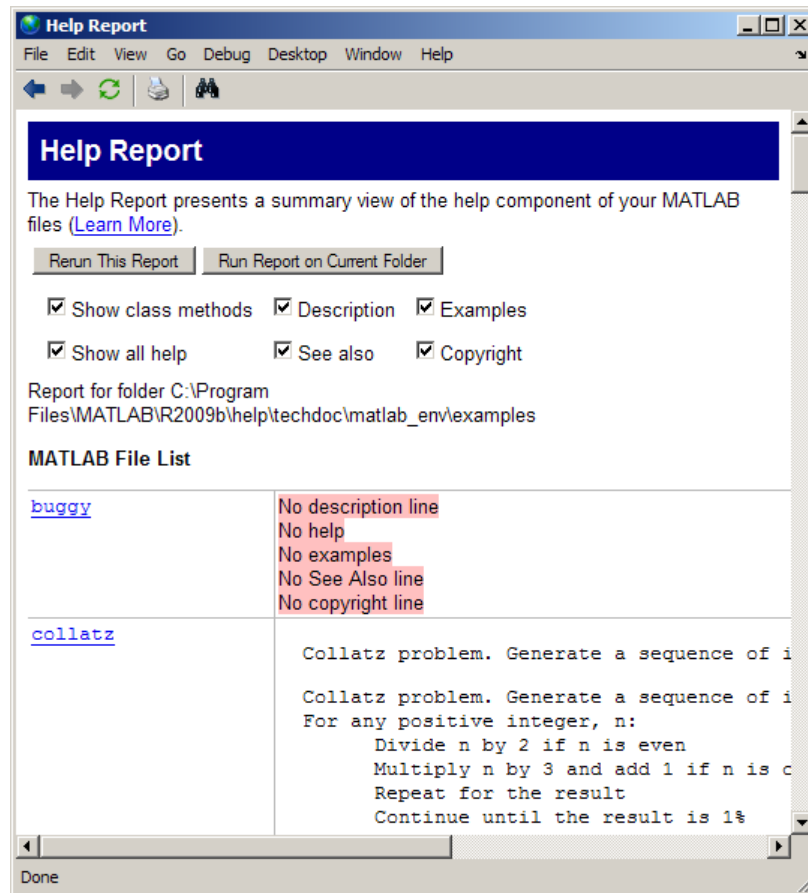 Help Report
File Edit View Go Debug Desktop Window Help
Help Report
The Help Report presents a summary view of the help component of your MATLAB
files (Learn More).
Rerun This Report Run Report on Current Folder
Show class methods Description Examples
Show all help See also Copyright
Report for folder C:\Program
Files\MATLAB\R2009b\help\techdoc\matlab_env\examples
MATLAB File List
buggy No description line
No help
No examples
No See Also line
No copyright line
collatz
Collatz problem. Generate a sequence of i
Collatz problem. Generate a sequence of i
For any positive integer, n:
Divide n by 2 if n is even
Multiply n by 3 and add 1 if n is
Repeat for the result
Continue until the result is 1%
Done